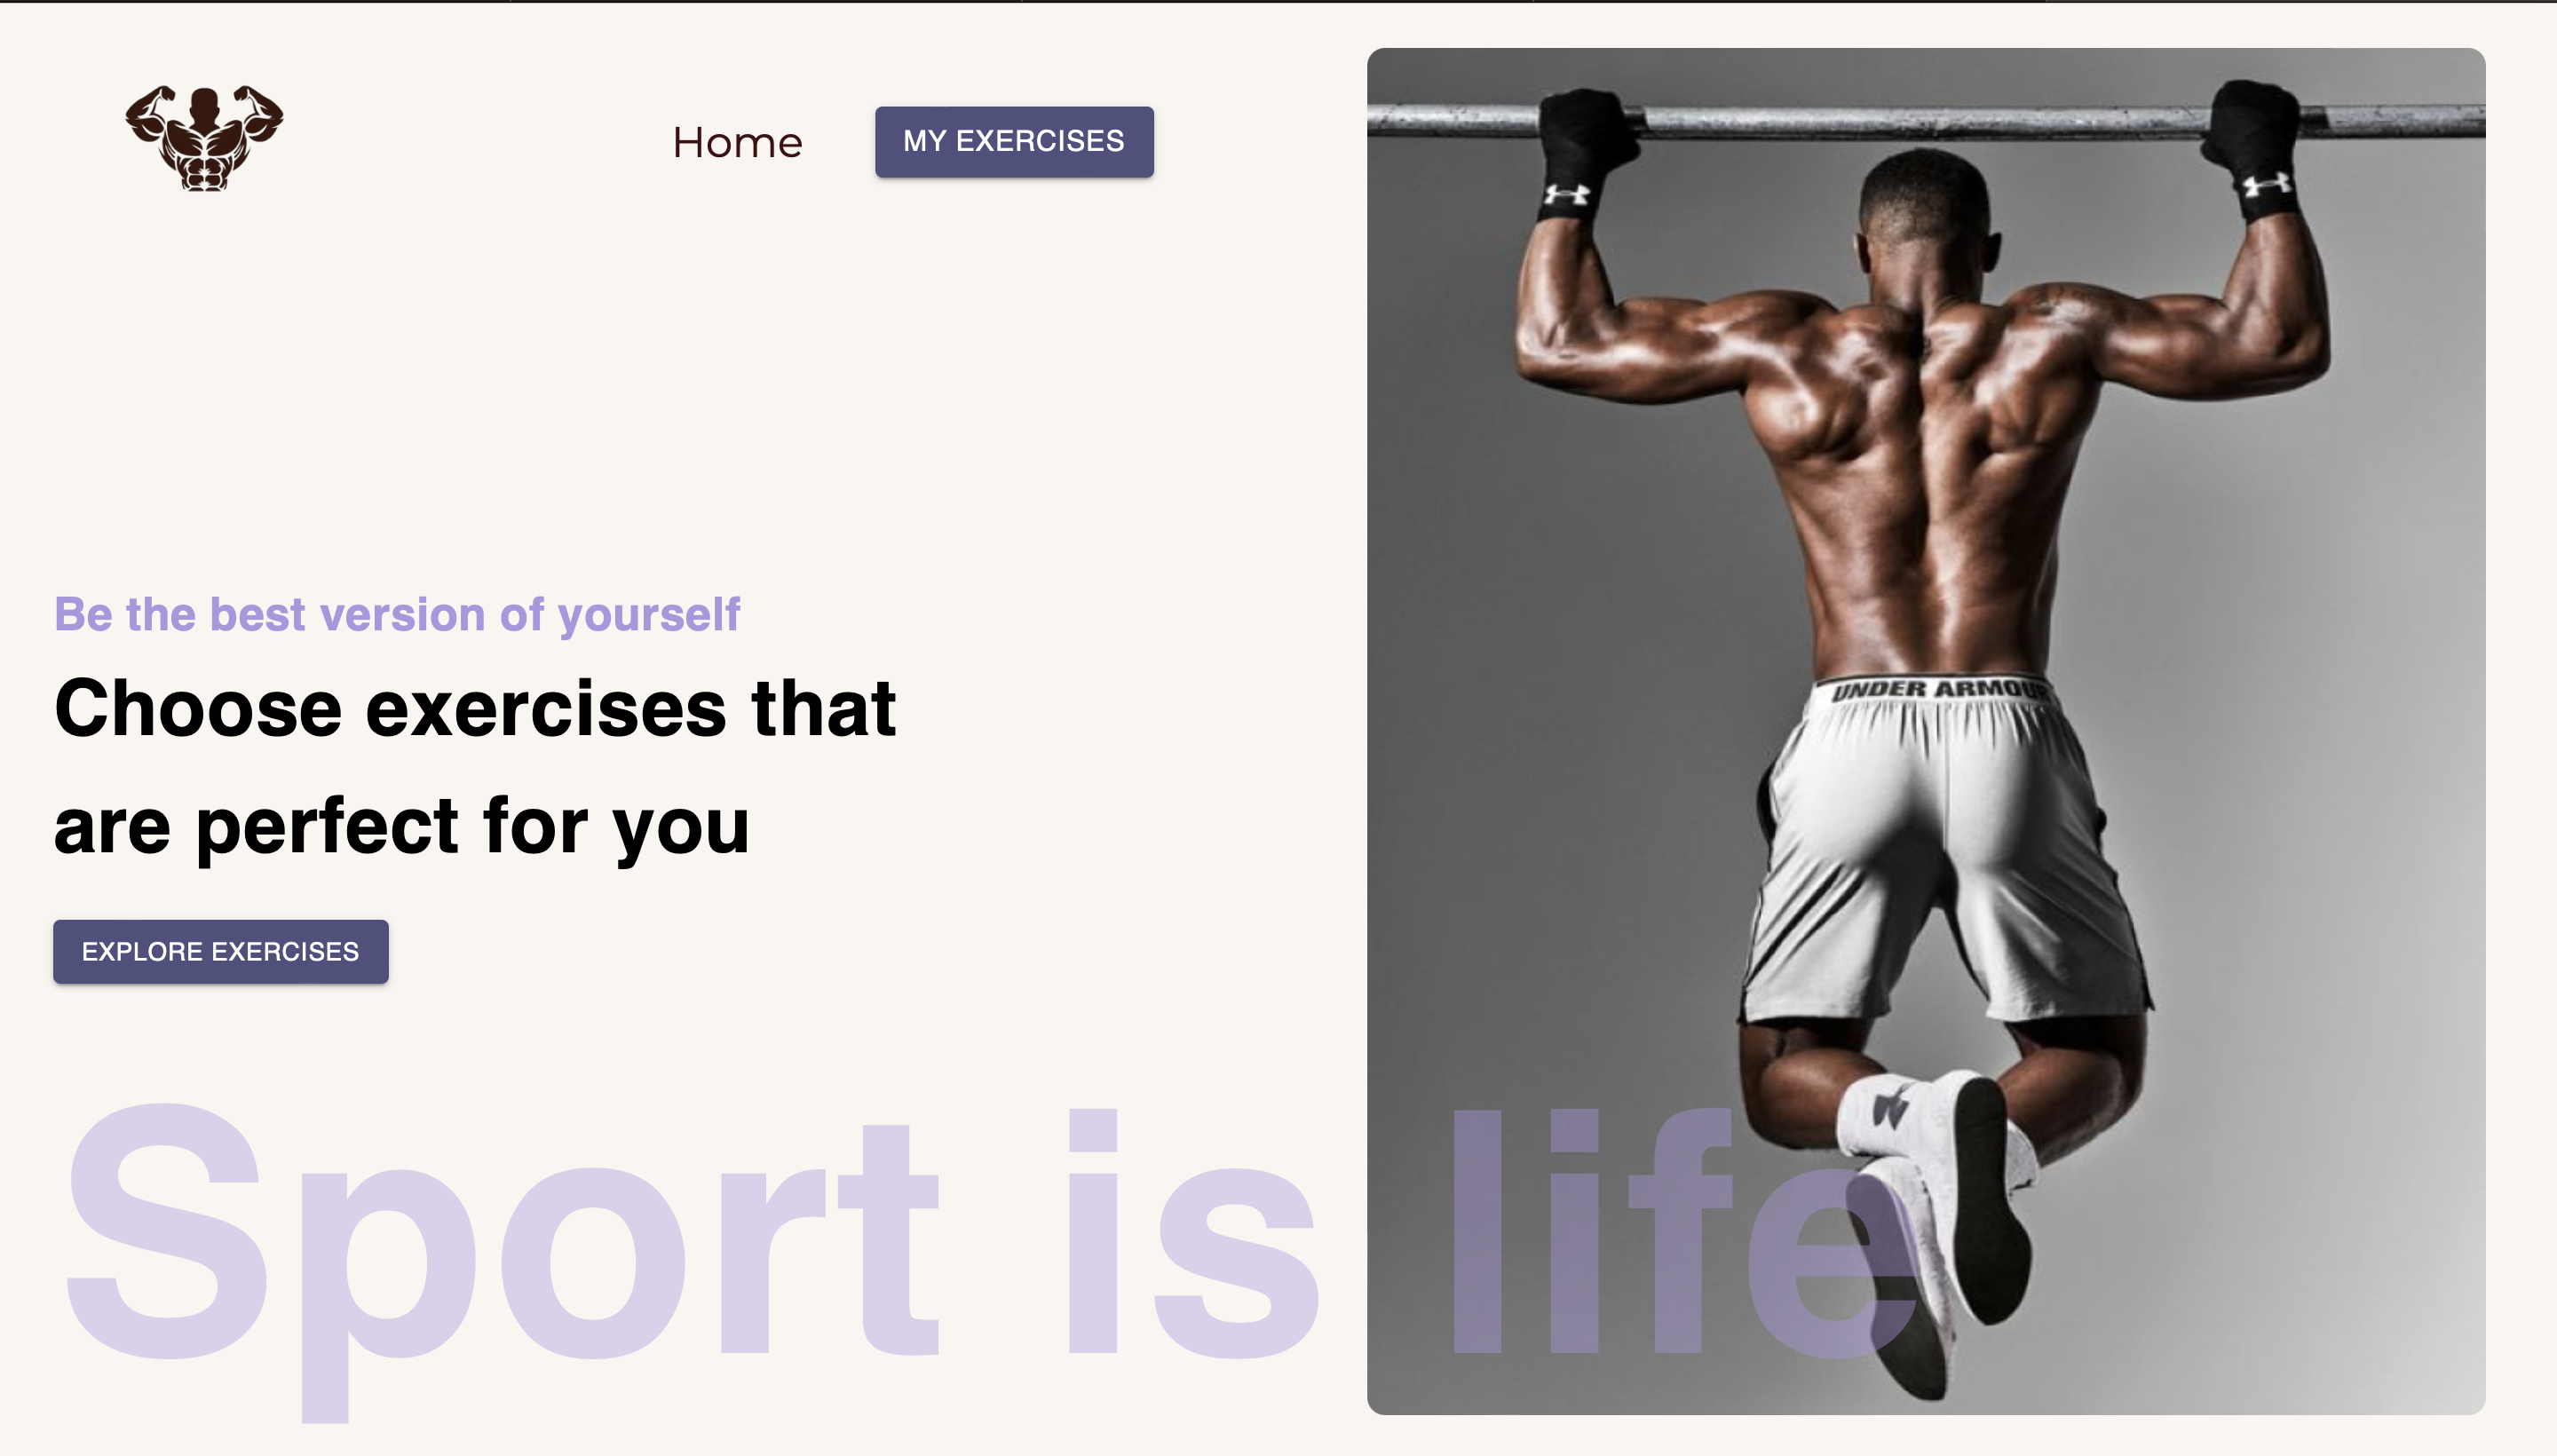 Home
MY EXERCISES
Be the best version of yourself
Choose exercises that
are perfect for you
EXPLORE EXERCISES
Sport is life
UNDER ARMOUR